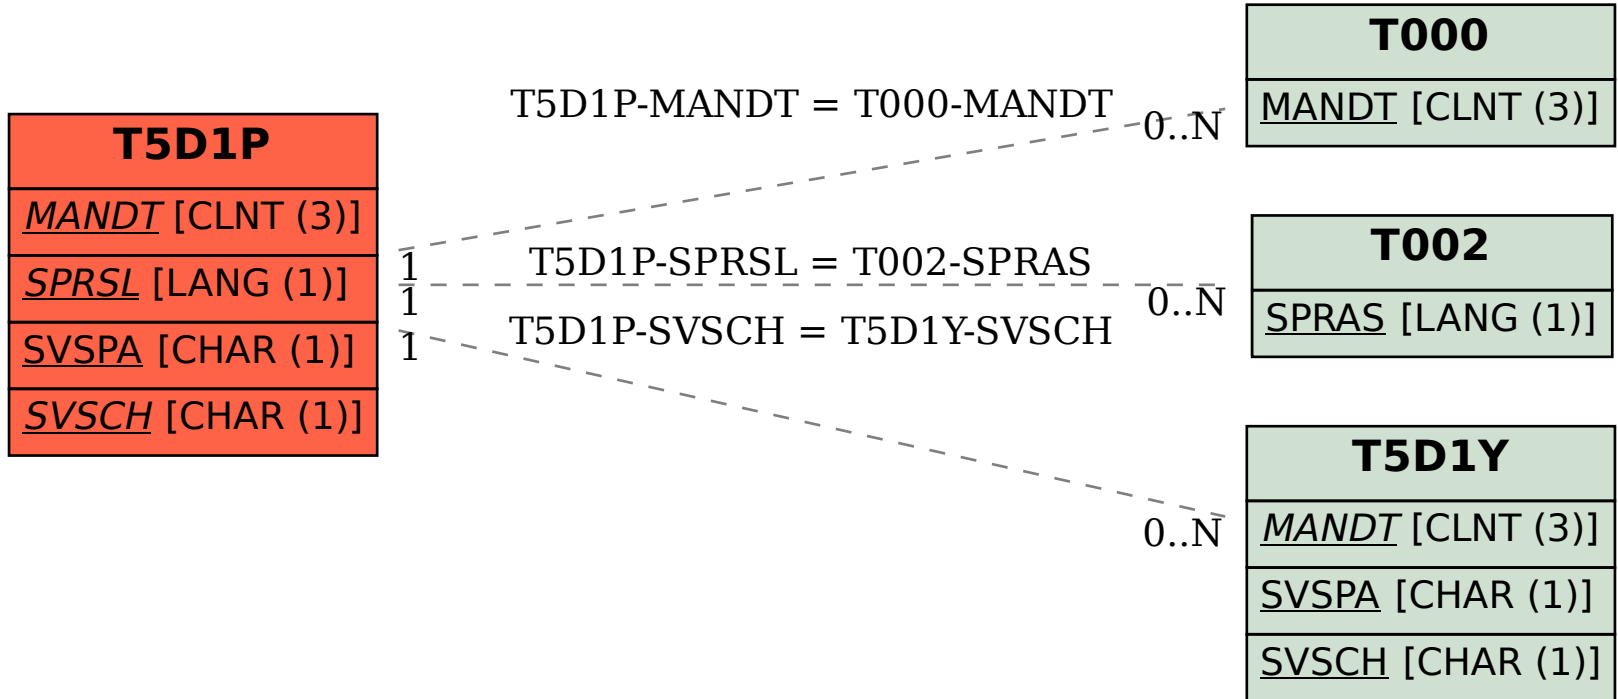 T5D1P
MANDT [CLNT (3)]
SPRSL [LANG (1)]
SVSPA [CHAR (1)]
SVSCH [CHAR (1)]
T5D1P-MANDT = T000-MANDT
1
0..N
T5D1P-SPRSL = T002-SPRAS
1
0..N
T5D1P-SVSCH = T5D1Y-SVSCH
1
0..N
T000
MANDT [CLNT (3)]
T002
SPRAS [LANG (1)]
T5D1Y
MANDT [CLNT (3)]
SVSPA [CHAR (1)]
SVSCH [CHAR (1)]